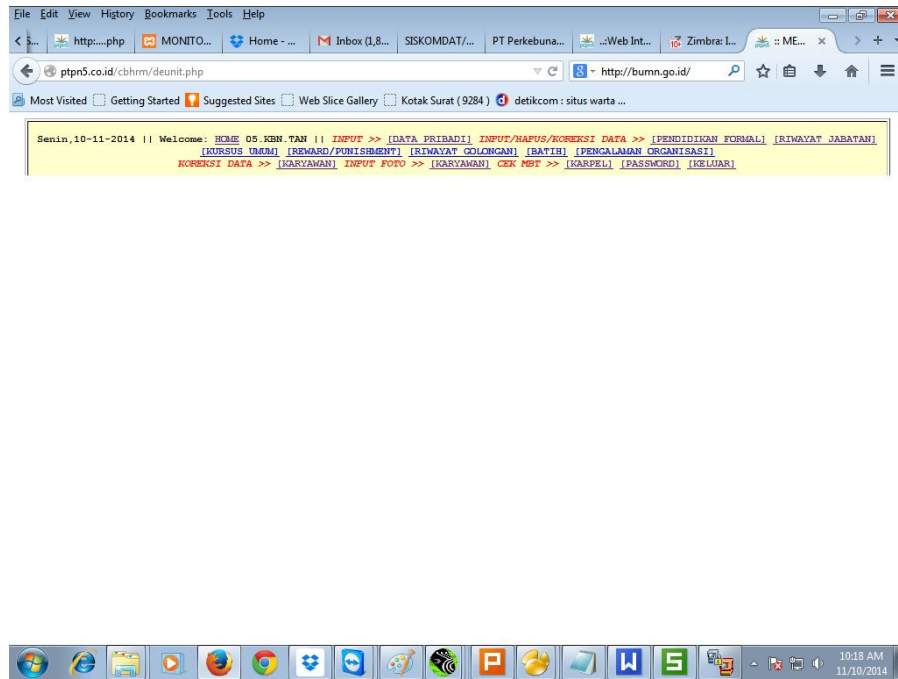 File Edit View History Bookmarks Tools Help
http:....php MONITO... Home - ... Inbox (1,8... SISKOMDAT/... PT Perkebuna... ..:Web Int... Zimbra: I... :: ME...
ptpn5.co.id/cbhrm/deunit.php http://bumn.go.id/
Most Visited Getting Started Suggested Sites Web Slice Gallery Kotak Surat ( 9284 ) detikcom : situs warta ...
Senin,10-11-2014 || Welcome: HOME 05.KBN.TAN || INPUT >> [DATA PRIBADI] INPUT/HAPUS/KOREKSI DATA >> [PENDIDIKAN FORMAL] [RIWAYAT JABATAN]
[KURSUS UMUM] [REWARD/PUNISHMENT] [RIWAYAT GOLONGAN] [BATIH] [PENGALAMAN ORGANISASI]
KOREKSI DATA >> [KARYAWAN] INPUT FOTO >> [KARYAWAN] CEK MBT >> [KARPEL] [PASSWORD] [KELUAR]
10:18 AM
11/10/2014